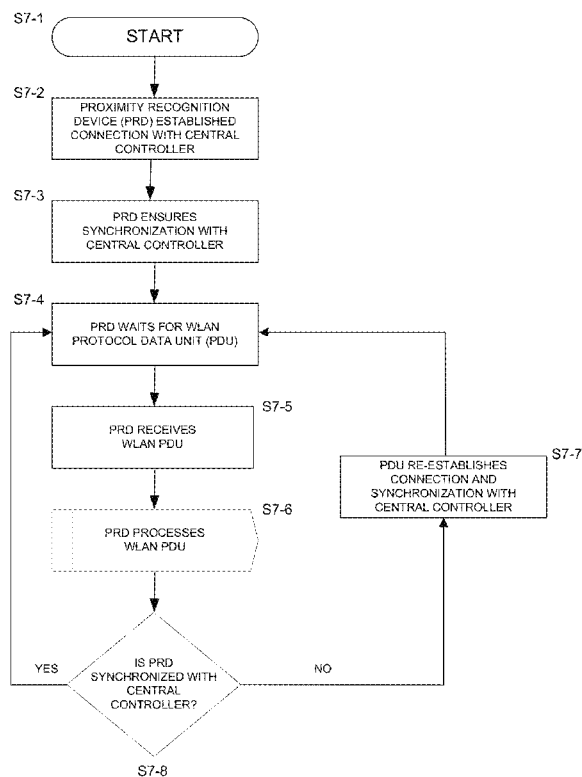 S7-1
START
S7-2
PROXIMITY RECOGNITION
DEVICE (PRD) ESTABLISHED
CONNECTION WITH CENTRAL
CONTROLLER
S7-3
PRD ENSURES
SYNCHRONIZATION WITH
CENTRAL CONTROLLER
S7-4
PRD WAITS FOR WLAN
PROTOCOL DATA UNIT (PDU)
S7-5
PRD RECEIVES
WLAN PDU
S7-7
PDU RE-ESTABLISHES
CONNECTION AND
SYNCHRONIZATION WITH
CENTRAL CONTROLLER
S7-6
PRD PROCESSES
WLAN PDU
YES
IS PRD
SYNCHRONIZED WITH
CENTRAL
CONTROLLER?
NO
S7-8